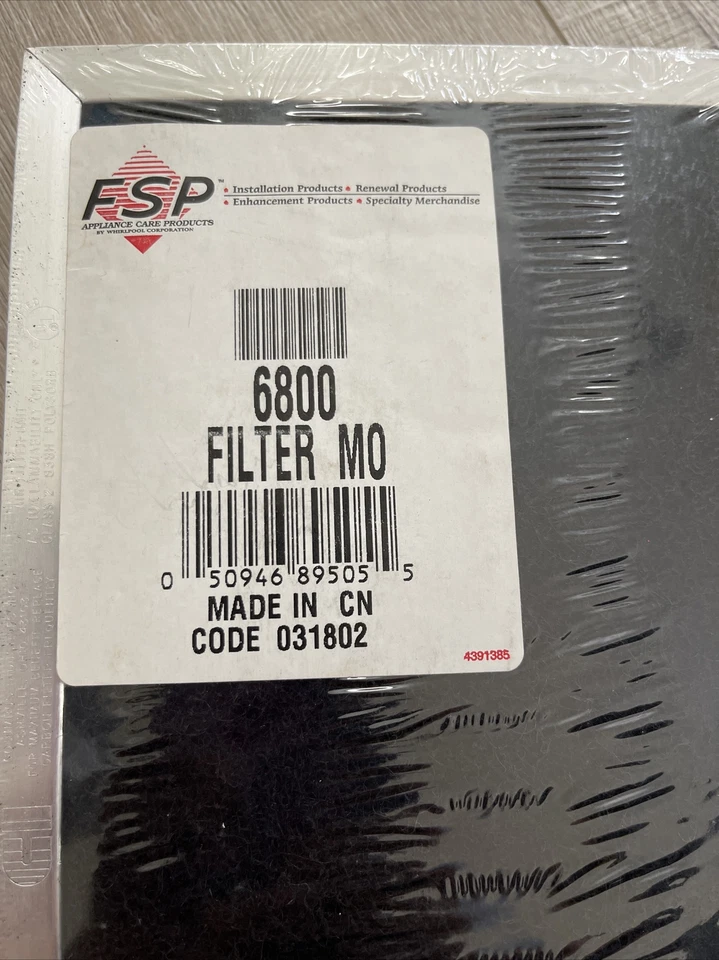 FSP™
APPLIANCE CARE PRODUCTS
BY WHIRLPOOL CORPORATION
♦ Installation Products ♦ Renewal Products
♦ Enhancement Products ♦ Specialty Merchandise
6800
FILTER MO
0 50946 89505 5
MADE IN CN
CODE 031802
4391385